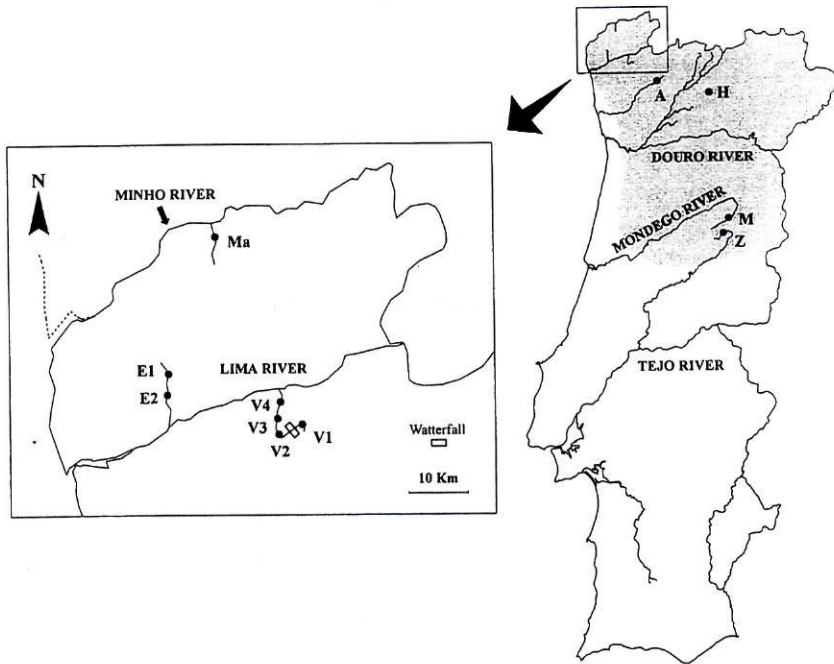 A
H
DOURO RIVER
MONDEGO RIVER
M
Z
TEJO RIVER
N
MINHO RIVER
Ma
E1
LIMA RIVER
E2
V4
V3
V1
V2
Watterfall
10 Km